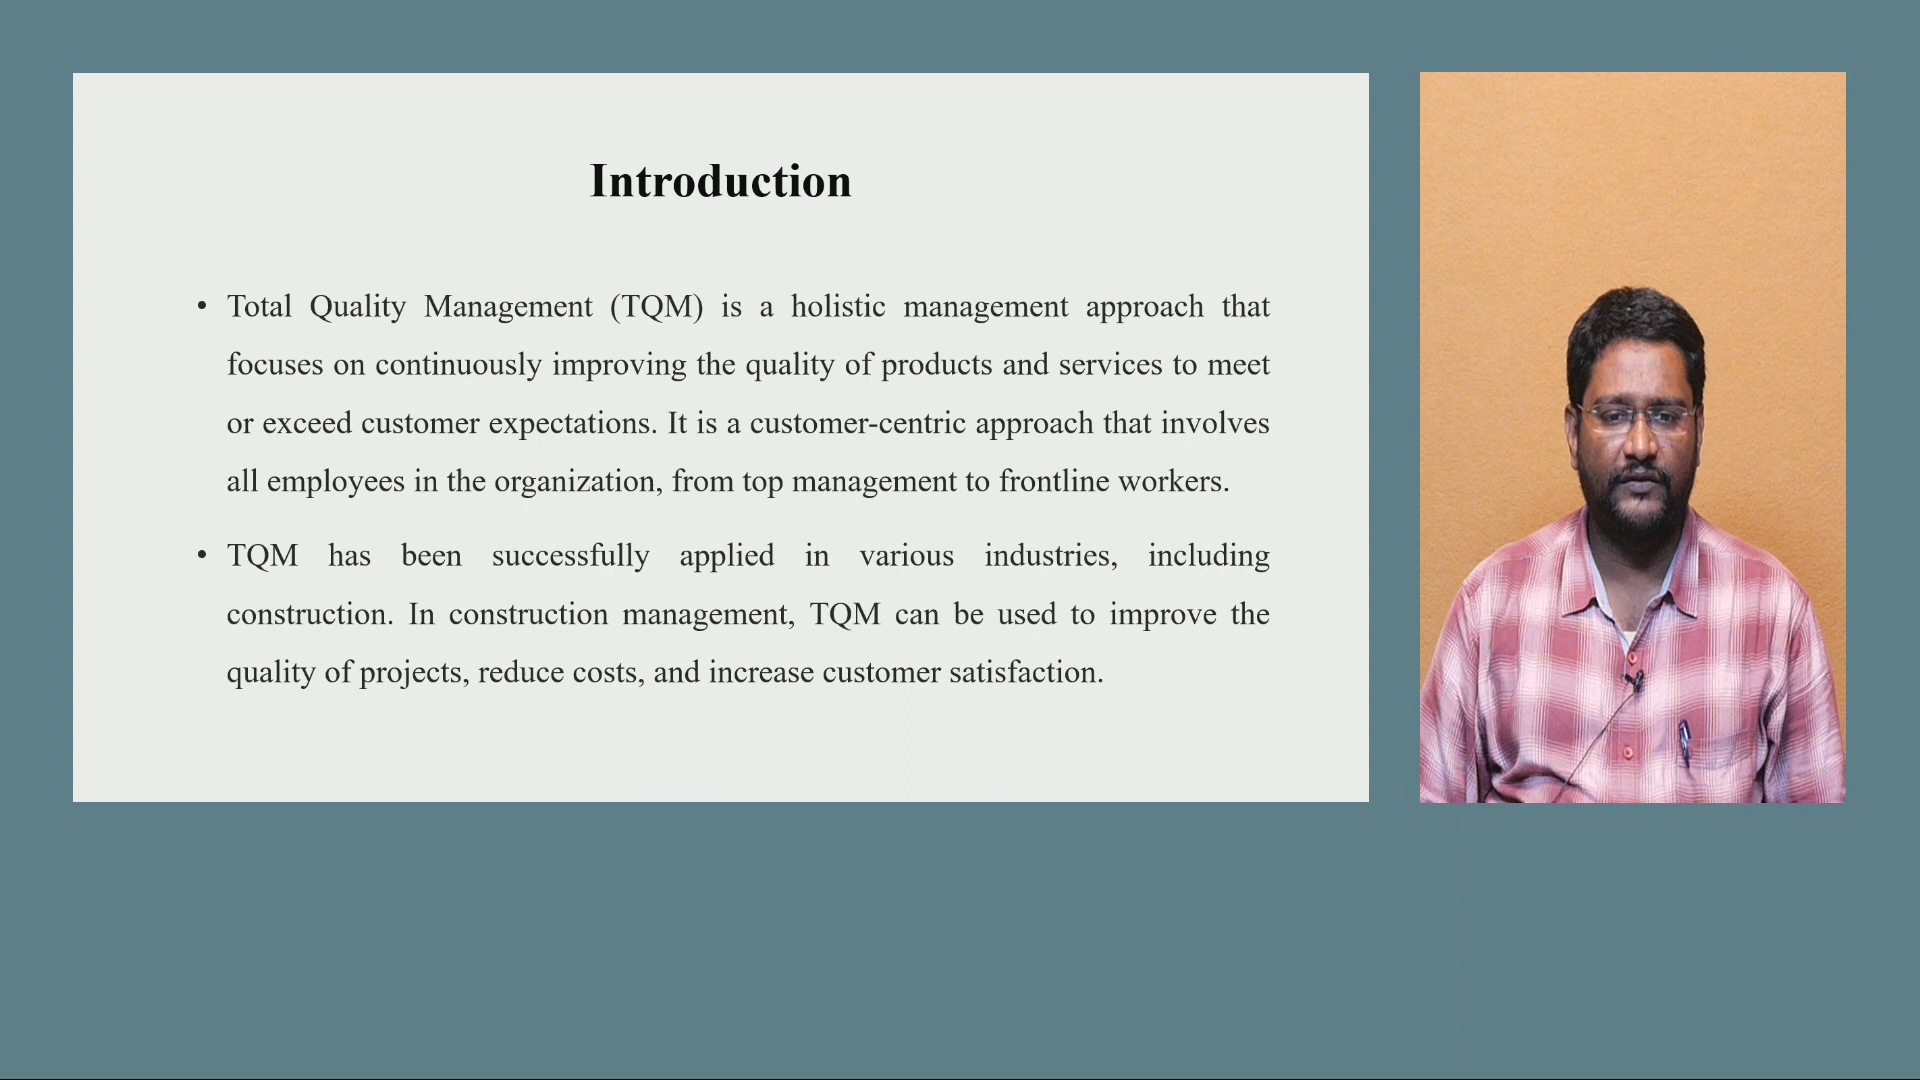 Introduction
• Total Quality Management (TQM) is a holistic management approach that
focuses on continuously improving the quality of products and services to meet
or exceed customer expectations. It is a customer-centric approach that involves
all employees in the organization, from top management to frontline workers.
• TQM has been successfully applied in various industries, including
construction. In construction management, TQM can be used to improve the
quality of projects, reduce costs, and increase customer satisfaction.